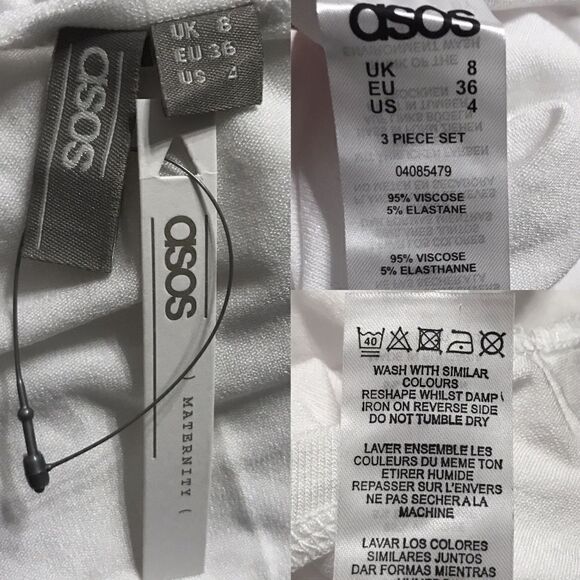 asos
UK 8
EU 36
US 4
asos
) MATERNITY (
asos
UK 8
EU 36
US 4
3 PIECE SET
04085479
95% VISCOSE
5% ELASTANE
95% VISCOSE
5% ELASTHANNE
40
WASH WITH SIMILAR
COLOURS
RESHAPE WHILST DAMP
IRON ON REVERSE SIDE
DO NOT TUMBLE DRY
LAVER ENSEMBLE LES
COULEURS DU MEME TON
ETIRER HUMIDE
REPASSER SUR L'ENVERS
NE PAS SECHER A LA
MACHINE
LAVAR LOS COLORES
SIMILARES JUNTOS
DAR FORMAS MIENTRAS